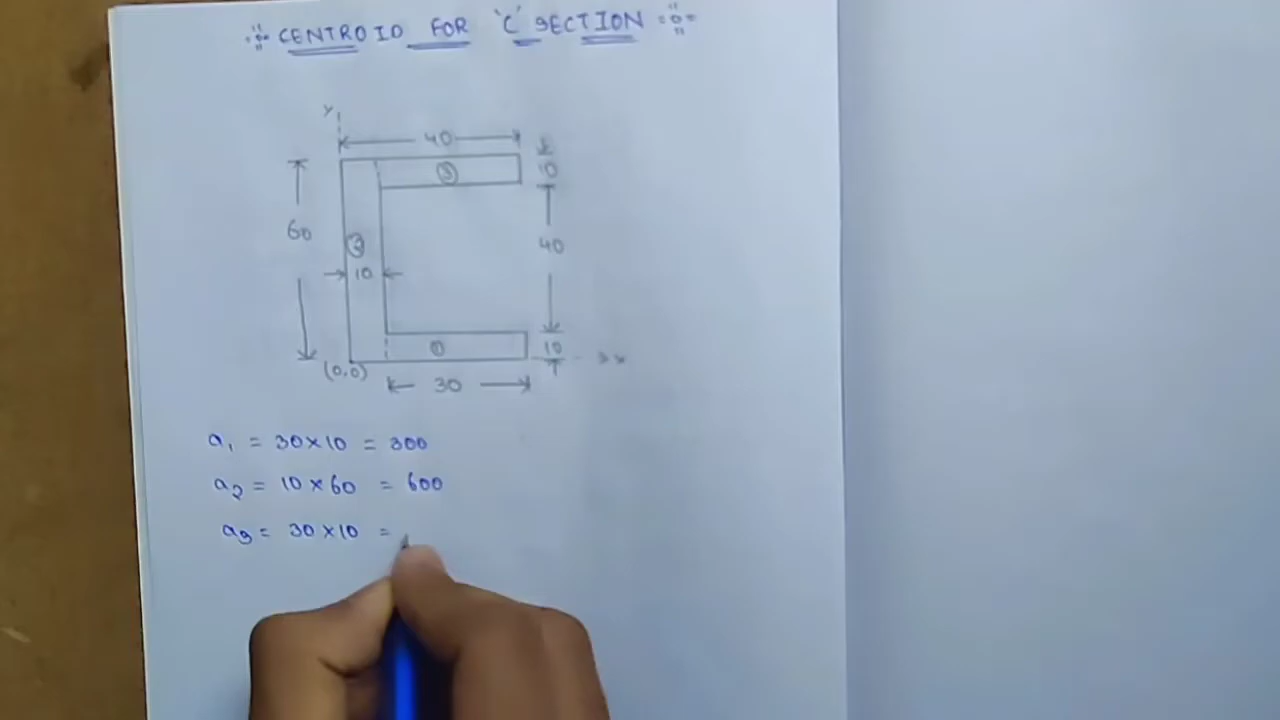 CENTROID FOR 'C' SECTION
Y
40
③
10
60
②
40
10
①
10
(0,0)
30
a₁ = 30×10 = 300
a₂ = 10×60 = 600
a₃ = 30×10 =